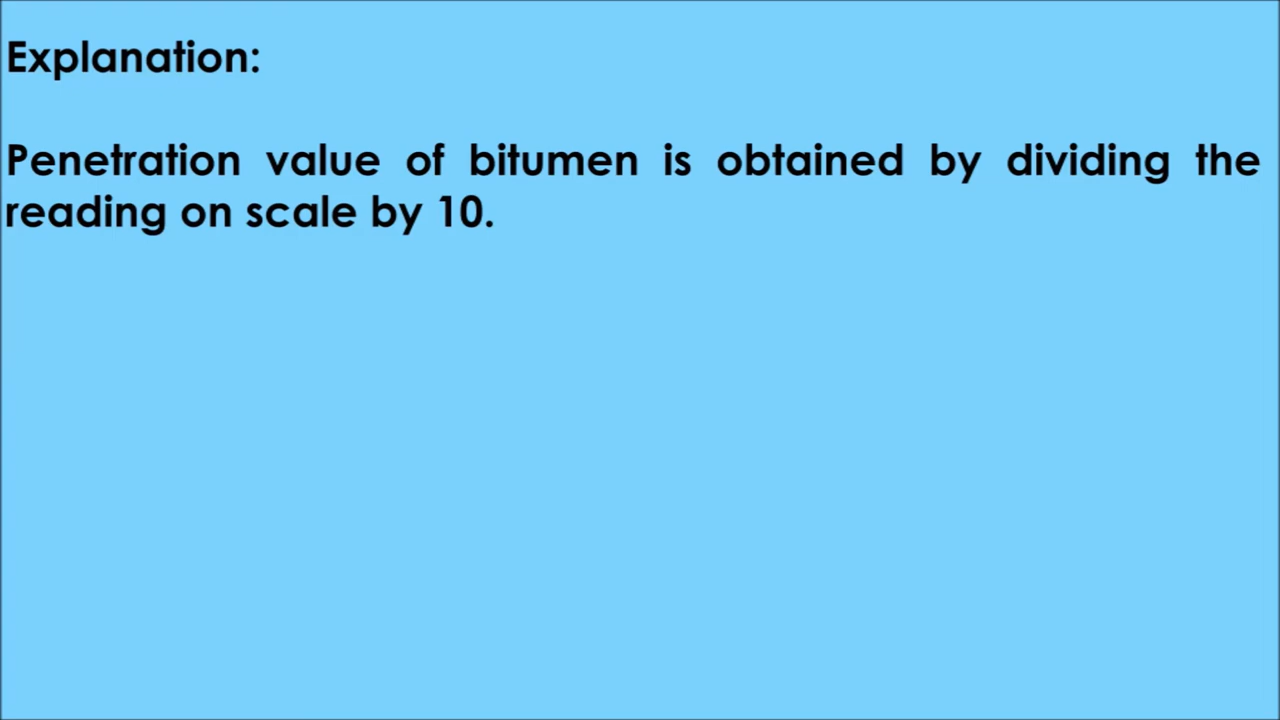 Explanation:
Penetration value of bitumen is obtained by dividing the
reading on scale by 10.